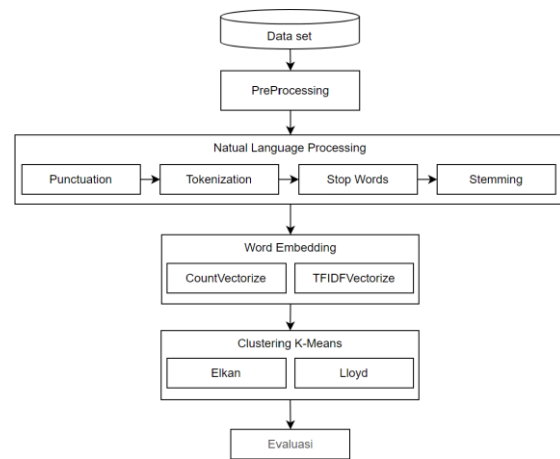 Data set
PreProcessing
Natual Language Processing
Punctuation
Tokenization
Stop Words
Stemming
Word Embedding
CountVectorize
TFIDFVectorize
Clustering K-Means
Elkan
Lloyd
Evaluasi